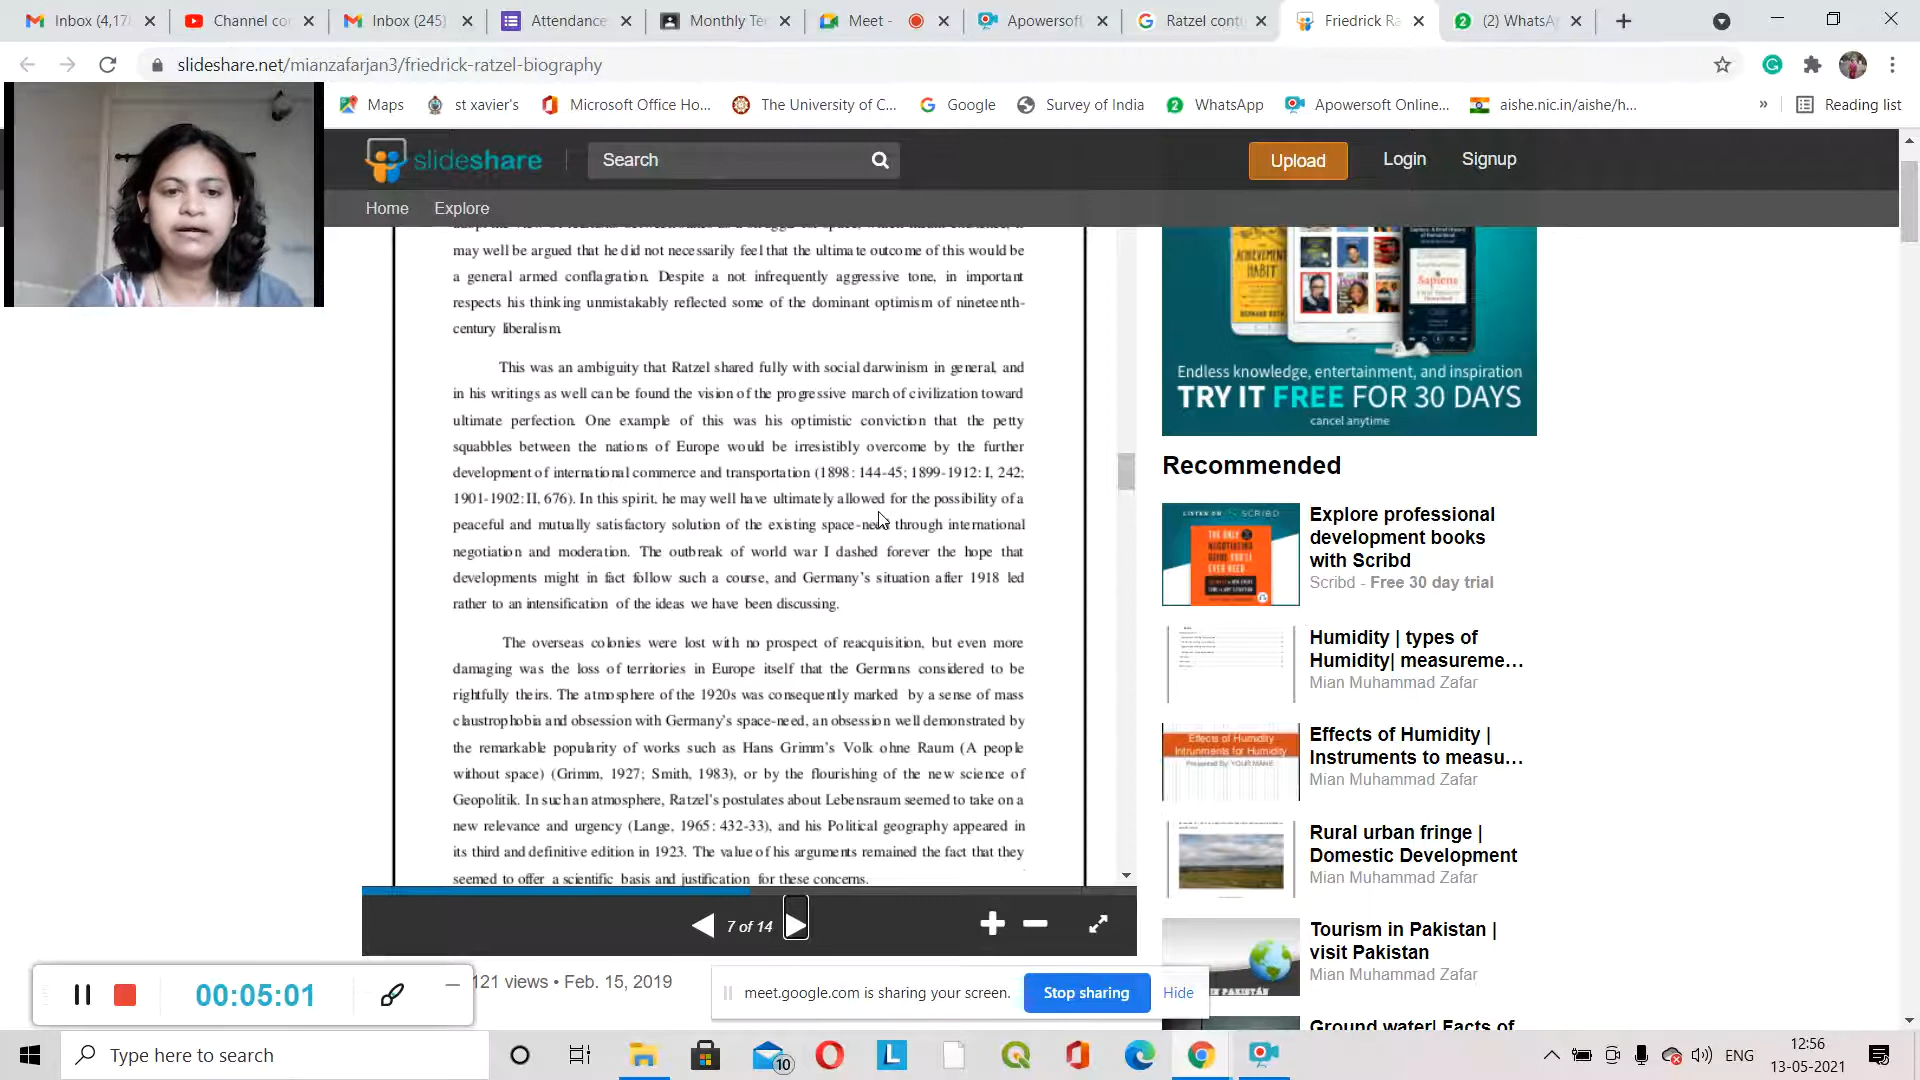 Inbox (4,17
Channel co
Inbox (245)
Attendance
Monthly Te
Meet -
Apowersoft
Ratzel cont
Friedrick Ra
(2) WhatsA
slideshare.net/mianzafarjan3/friedrick-ratzel-biography
Maps
st xavier's
Microsoft Office Ho...
The University of C...
Google
Survey of India
WhatsApp
Apowersoft Online...
aishe.nic.in/aishe/h...
»
Reading list
slideshare
Search
Upload
Login
Signup
Home
Explore
may well be argued that he did not necessarily feel that the ultimate outcome of this would be
a general armed conflagration. Despite a not infrequently aggressive tone, in important
respects his thinking unmistakably reflected some of the dominant optimism of nineteenth-
century liberalism.
This was an ambiguity that Ratzel shared fully with social darwinism in general, and
in his writings as well can be found the vision of the progressive march of civilization toward
ultimate perfection. One example of this was his optimistic conviction that the petty
squabbles between the nations of Europe would be irresistibly overcome by the further
development of international commerce and transportation (1898: 144-45; 1899-1912: I, 242;
1901-1902: II, 676). In this spirit, he may well have ultimately allowed for the possibility of a
peaceful and mutually satisfactory solution of the existing space-need through international
negotiation and moderation. The outbreak of world war I dashed forever the hope that
developments might in fact follow such a course, and Germany's situation after 1918 led
rather to an intensification of the ideas we have been discussing.
The overseas colonies were lost with no prospect of reacquisition, but even more
damaging was the loss of territories in Europe itself that the Germans considered to be
rightfully theirs. The atmosphere of the 1920s was consequently marked by a sense of mass
claustrophobia and obsession with Germany's space-need, an obsession well demonstrated by
the remarkable popularity of works such as Hans Grimm's Volk ohne Raum (A people
without space) (Grimm, 1927; Smith, 1983), or by the flourishing of the new science of
Geopolitik. In such an atmosphere, Ratzel's postulates about Lebensraum seemed to take on a
new relevance and urgency (Lange, 1965: 432-33), and his Political geography appeared in
its third and definitive edition in 1923. The value of his arguments remained the fact that they
seemed to offer a scientific basis and justification for these concerns.
7 of 14
121 views • Feb. 15, 2019
ACHIEVEMENT
HABIT
Sapiens
Endless knowledge, entertainment, and inspiration
TRY IT FREE FOR 30 DAYS
cancel anytime
Recommended
LISTEN ON SCRIBD
Explore professional
development books
with Scribd
Scribd - Free 30 day trial
Humidity | types of
Humidity| measureme...
Mian Muhammad Zafar
Effects of Humidity
Intruments for Humidity
Effects of Humidity |
Instruments to measu...
Mian Muhammad Zafar
Rural urban fringe |
Domestic Development
Mian Muhammad Zafar
Tourism in Pakistan |
visit Pakistan
Mian Muhammad Zafar
Ground water| Facts of
00:05:01
meet.google.com is sharing your screen.
Stop sharing
Hide
Type here to search
10
ENG
12:56
13-05-2021